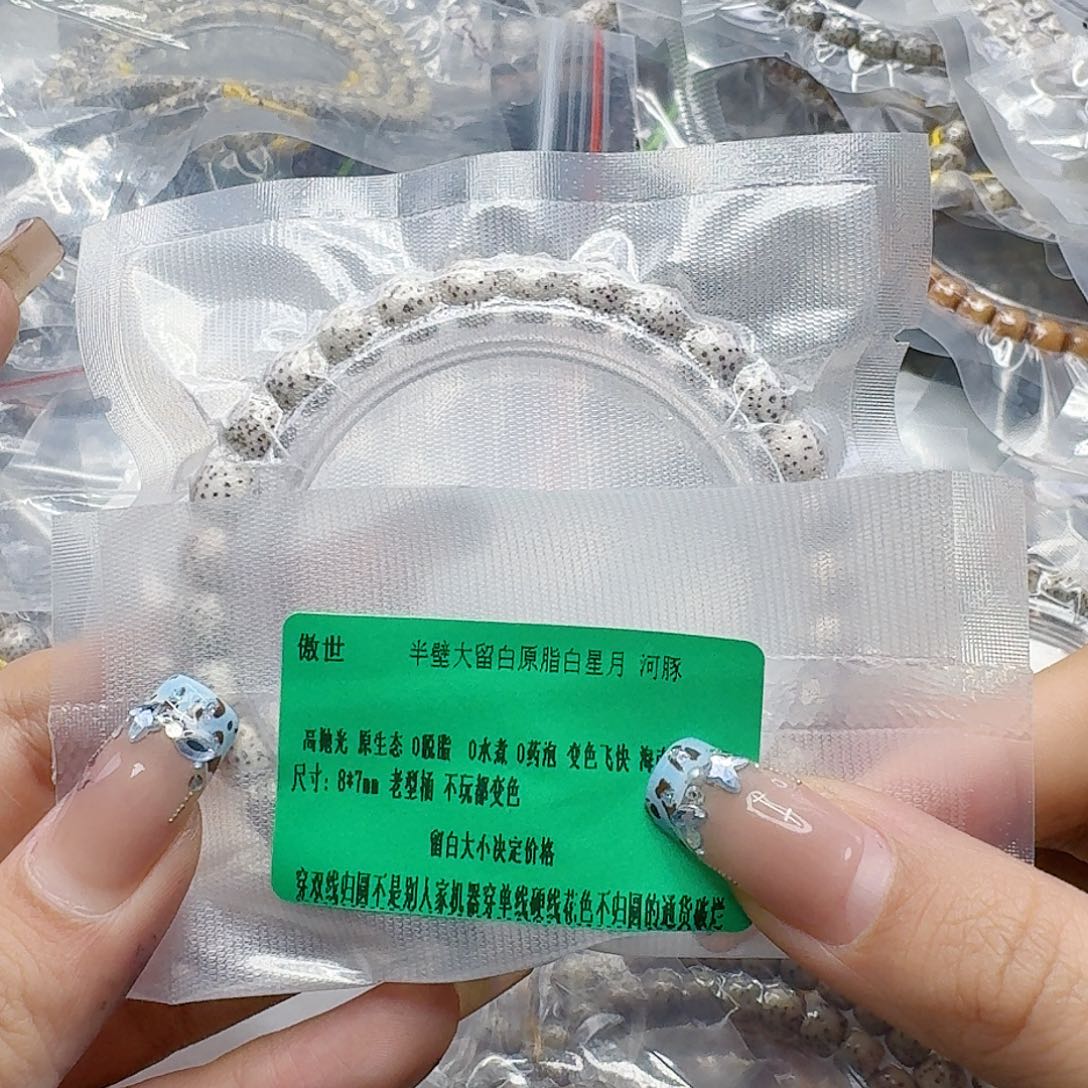 傲世 半壁大留白原脂白星月 河豚
高抛光 原生态 0脱脂 0水煮 0药泡 变色飞快 海
尺寸: 8*7mm 老型桶 不玩都变色
留白大小决定价格
穿双线归圆不是别人家机器穿单线硬线花色不归圆的通货破烂